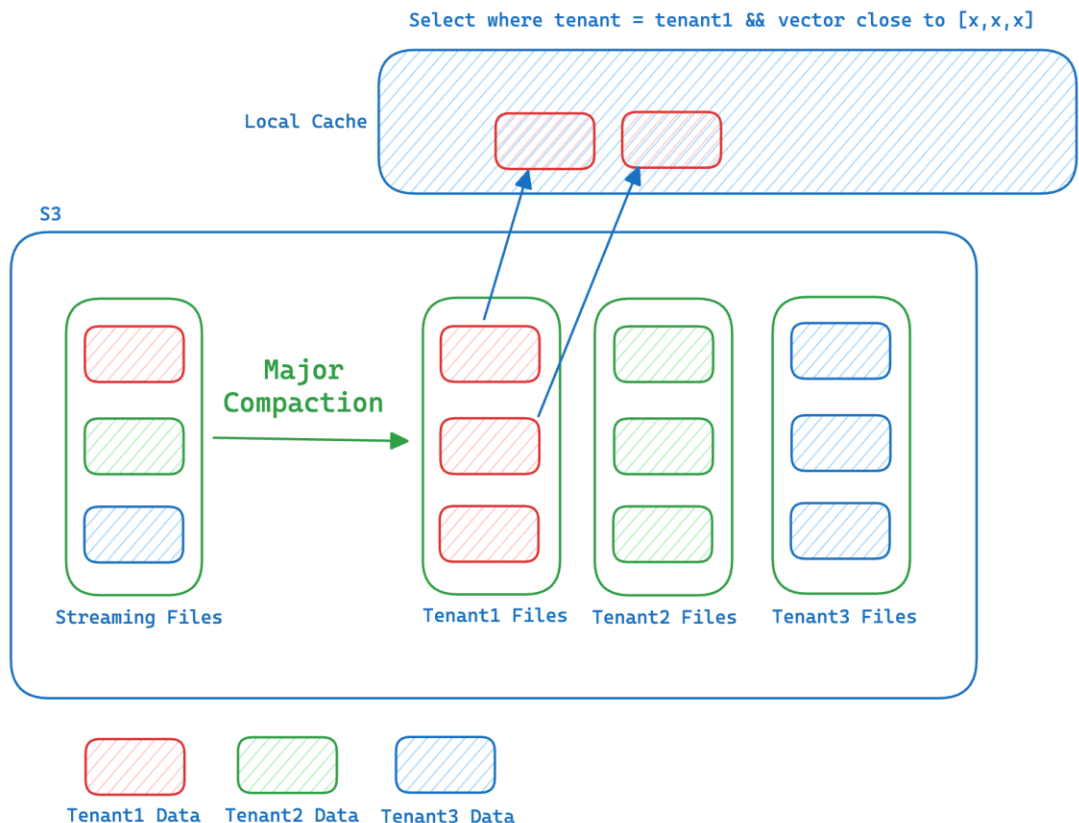 Select where tenant = tenant1 && vector close to [x,x,x]
Local Cache
S3
Major
Compaction
Streaming Files
Tenant1 Files
Tenant2 Files
Tenant3 Files
Tenant1 Data
Tenant2 Data
Tenant3 Data